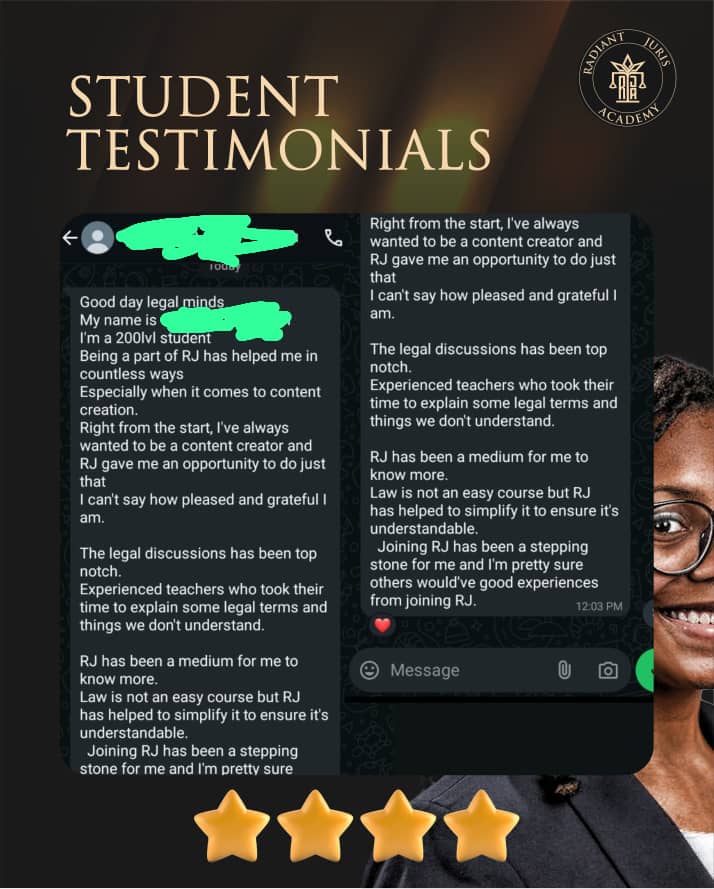 STUDENT
TESTIMONIALS
RADIANT JURIS
RJA
ACADEMY
Today
Good day legal minds
My name is
I'm a 200lvl student
Being a part of RJ has helped me in
countless ways
Especially when it comes to content
creation.
Right from the start, I've always
wanted to be a content creator and
RJ gave me an opportunity to do just
that
I can't say how pleased and grateful I
am.
The legal discussions has been top
notch.
Experienced teachers who took their
time to explain some legal terms and
things we don't understand.
RJ has been a medium for me to
know more.
Law is not an easy course but RJ
has helped to simplify it to ensure it's
understandable.
Joining RJ has been a stepping
stone for me and I'm pretty sure
Right from the start, I've always
wanted to be a content creator and
RJ gave me an opportunity to do just
that
I can't say how pleased and grateful I
am.
The legal discussions has been top
notch.
Experienced teachers who took their
time to explain some legal terms and
things we don't understand.
RJ has been a medium for me to
know more.
Law is not an easy course but RJ
has helped to simplify it to ensure it's
understandable.
Joining RJ has been a stepping
stone for me and I'm pretty sure
others would've good experiences
from joining RJ.
12:03 PM
Message